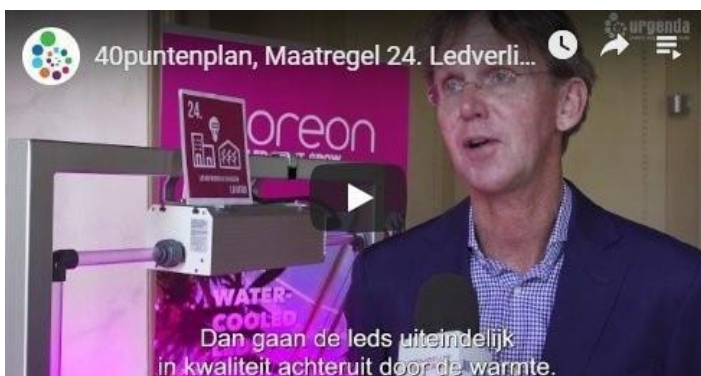 urgenda
40puntenplan, Maatregel 24. Ledverli...
24.
oreon
WATER-
COOLED
Dan gaan de leds uiteindelijk
in kwaliteit achteruit door de warmte.